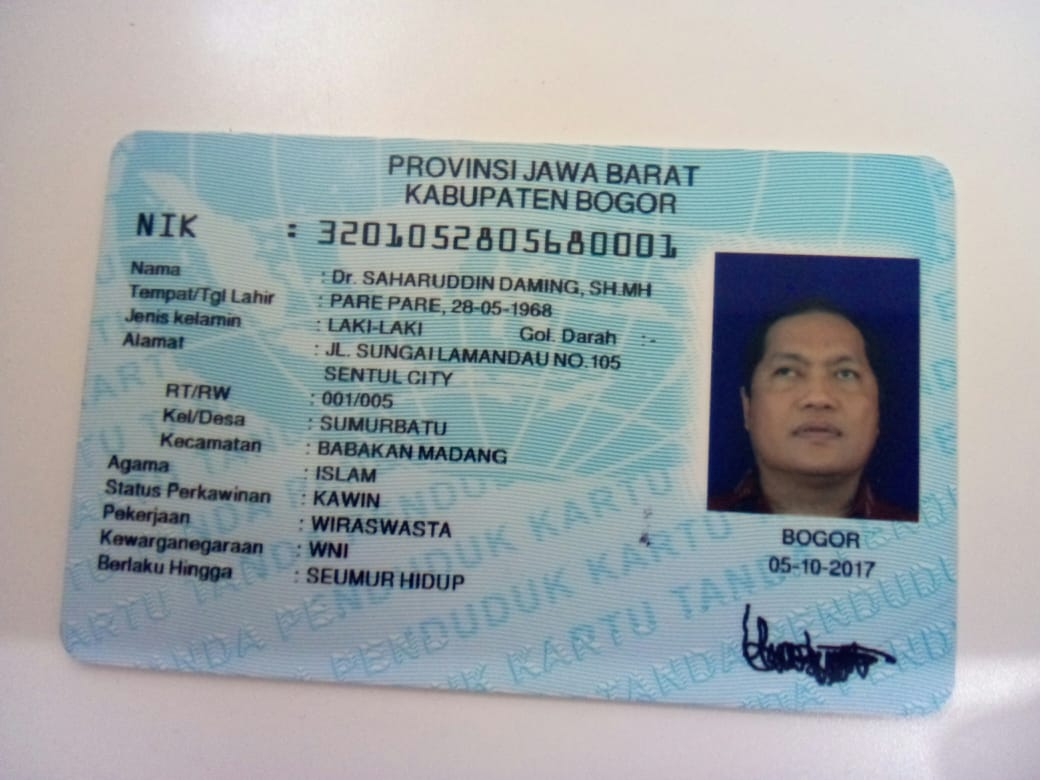 PROVINSI JAWA BARAT
KABUPATEN BOGOR
NIK : 3201052805680001
Nama : Dr. SAHARUDDIN DAMING, SH.MH
Tempat/Tgl Lahir : PARE PARE, 28-05-1968
Jenis kelamin : LAKI-LAKI Gol. Darah : -
Alamat : JL. SUNGAI LAMANDAU NO.105
SENTUL CITY
RT/RW : 001/005
Kel/Desa : SUMURBATU
Kecamatan : BABAKAN MADANG
Agama : ISLAM
Status Perkawinan : KAWIN
Pekerjaan : WIRASWASTA
Kewarganegaraan : WNI
Berlaku Hingga : SEUMUR HIDUP
BOGOR
05-10-2017